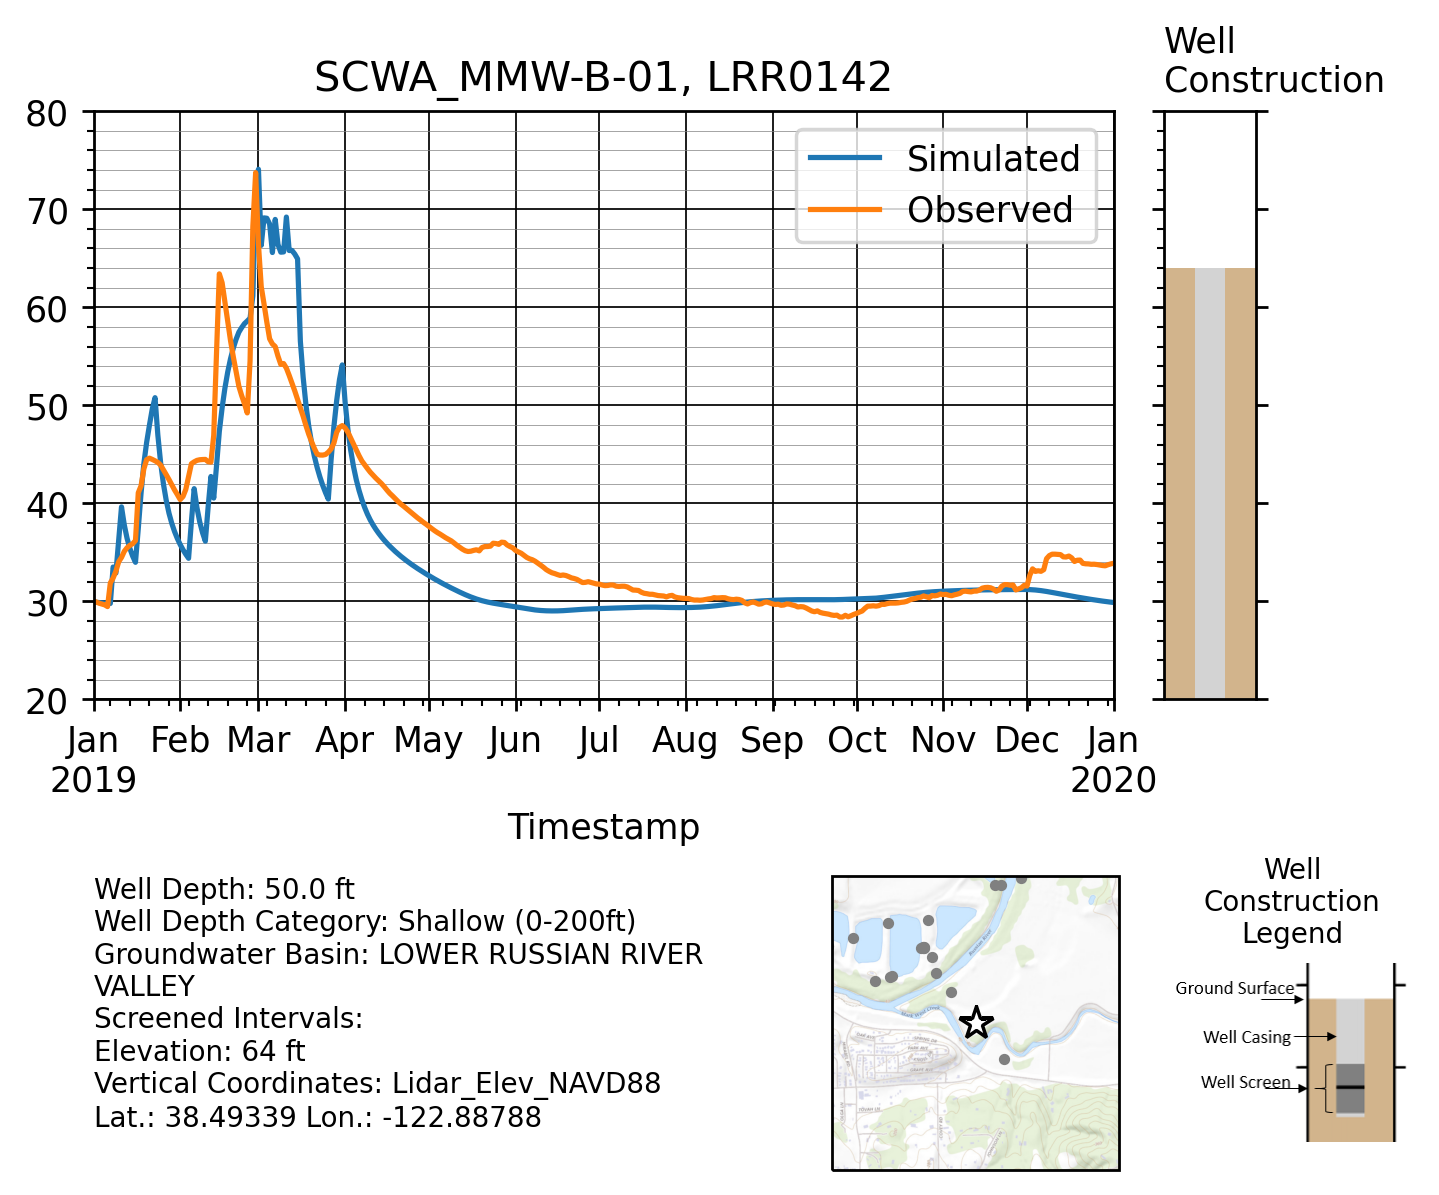 Well
Construction
SCWA_MMW-B-01, LRR0142
80
70
60
50
40
30
20
Simulated
Observed
Jan Feb Mar Apr May Jun Jul Aug Sep Oct Nov Dec Jan
2019 2020
Timestamp
Well Depth: 50.0 ft
Well Depth Category: Shallow (0-200ft)
Groundwater Basin: LOWER RUSSIAN RIVER
VALLEY
Screened Intervals:
Elevation: 64 ft
Vertical Coordinates: Lidar_Elev_NAVD88
Lat.: 38.49339 Lon.: -122.88788
Well
Construction
Legend
Ground Surface
Well Casing
Well Screen